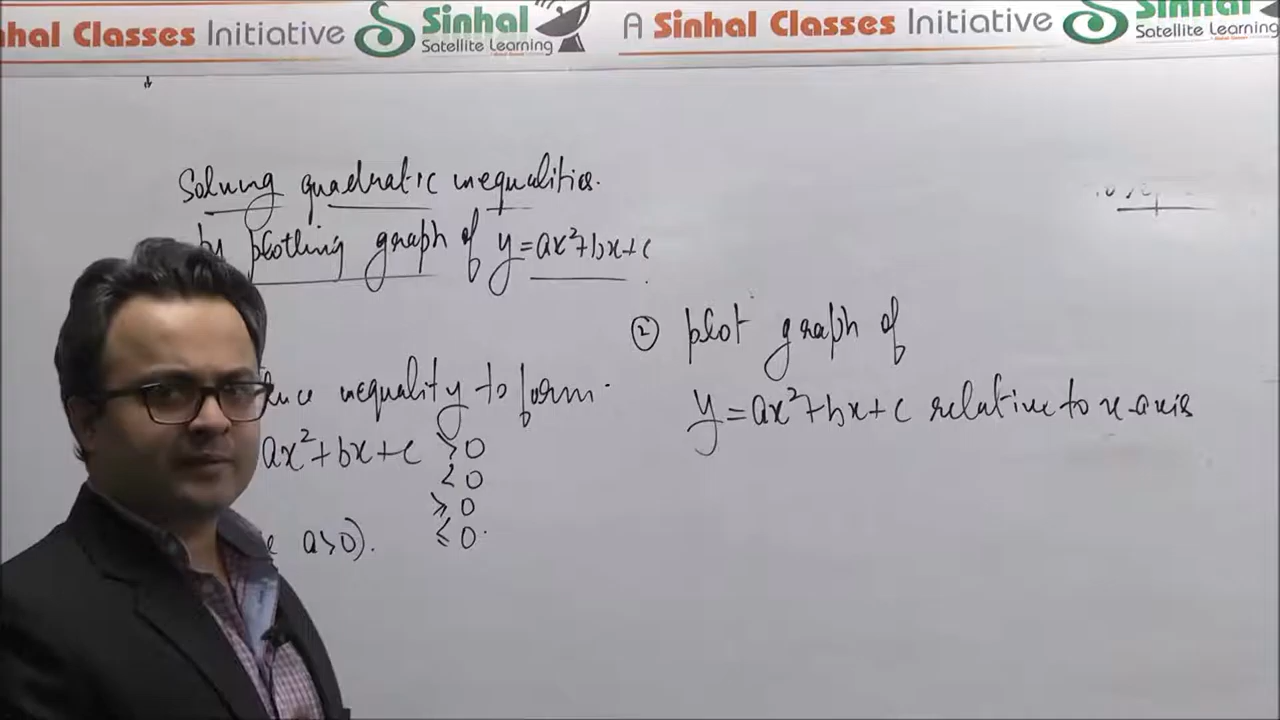 hal Classes Initiative Sinhal Satellite Learning A Sinhal Classes Initiative Sinhal Satellite Learning
Solving quadratic inequalities.
by plotting graph of y=ax²+bx+c
② plot graph of
inequality to form.
y=ax²+bx+c relative to x-axis
ax²+bx+c >0
<0
≥0
a>0). ≤0